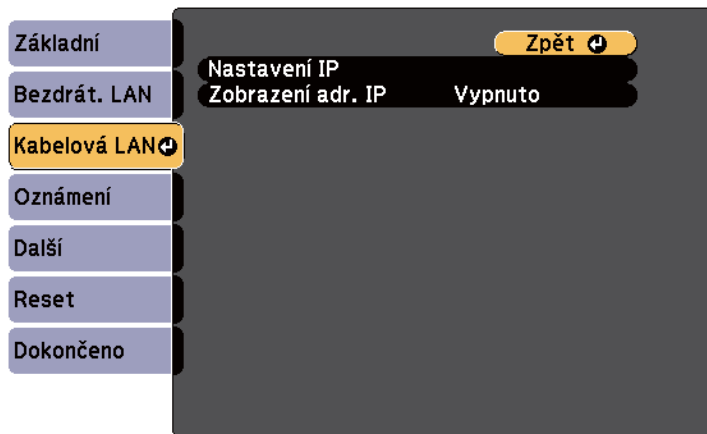 Základní
Bezdrát. LAN
Kabelová LAN
Oznámení
Další
Reset
Dokončeno
Zpět
Nastavení IP
Zobrazení adr. IP Vypnuto